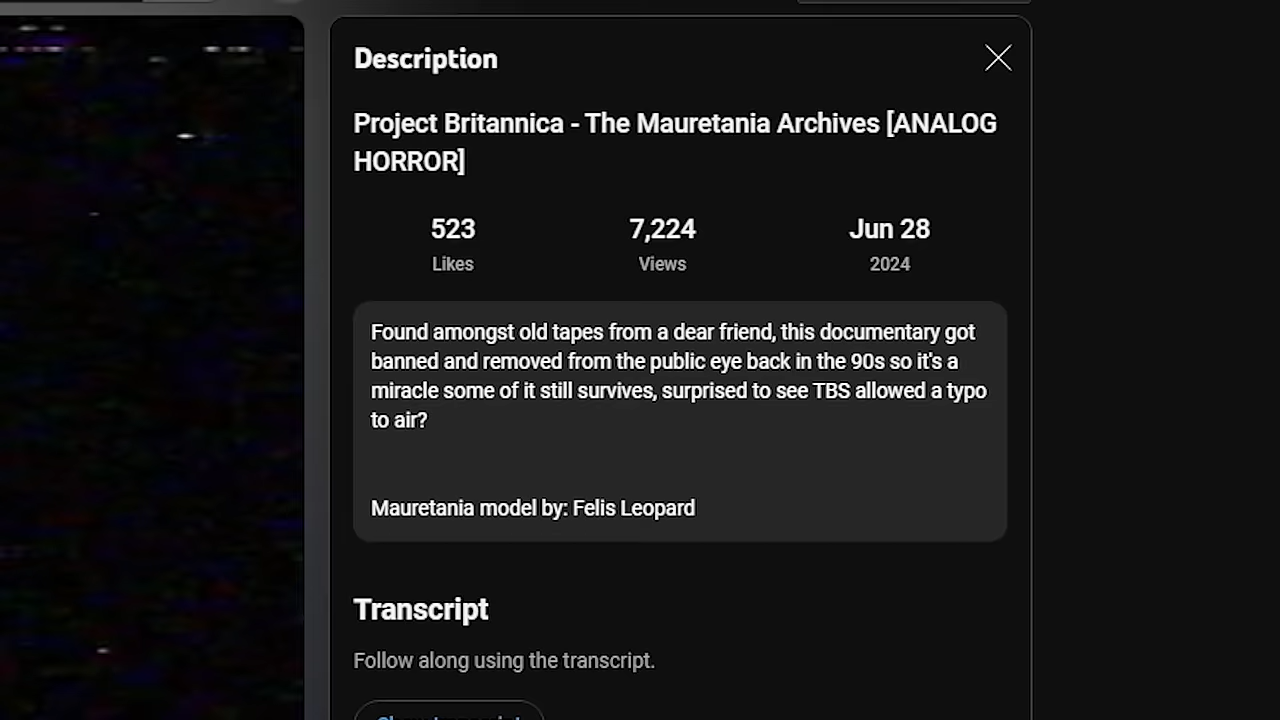 Description
Project Britannica - The Mauretania Archives [ANALOG
HORROR]
523
7,224
Jun 28
Likes
Views
2024
Found amongst old tapes from a dear friend, this documentary got
banned and removed from the public eye back in the 90s so it's a
miracle some of it still survives, surprised to see TBS allowed a typo
to air?
Mauretania model by: Felis Leopard
Transcript
Follow along using the transcript.